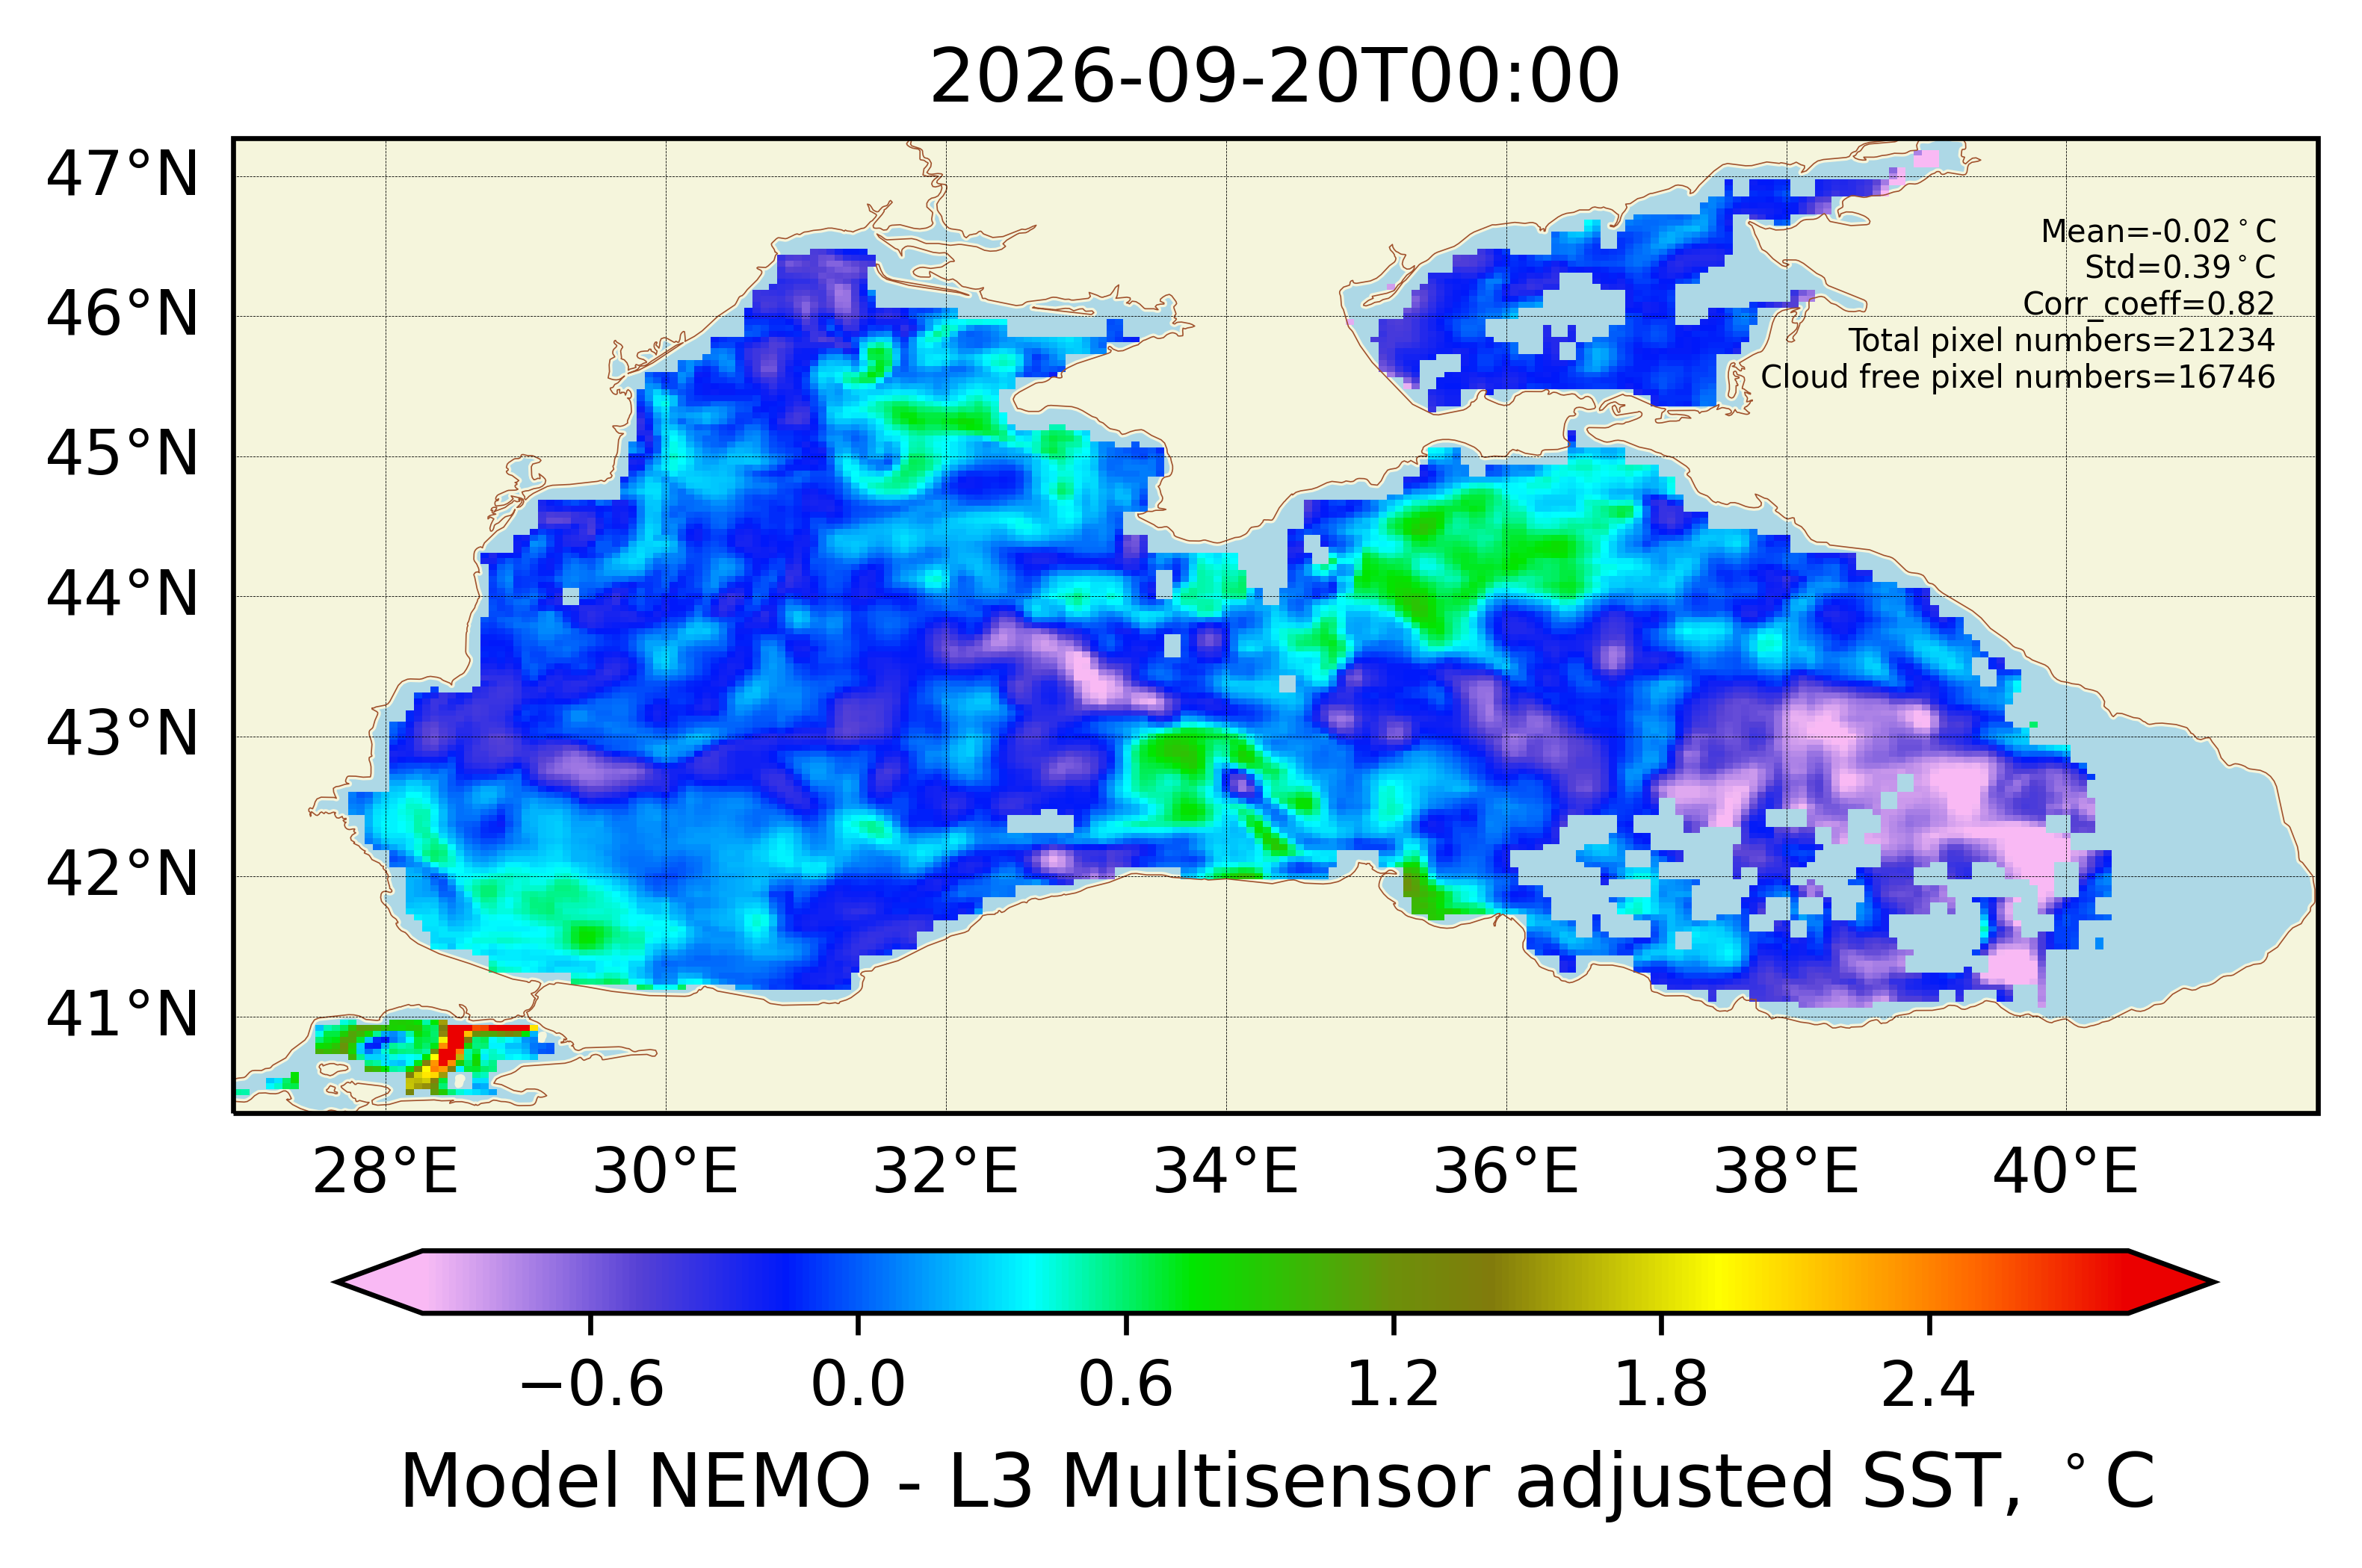 2026-09-20T00:00
47°N
46°N
45°N
44°N
43°N
42°N
41°N
Mean=-0.02°C
Std=0.39°C
Corr_coeff=0.82
Total pixel numbers=21234
Cloud free pixel numbers=16746
28°E 30°E 32°E 34°E 36°E 38°E 40°E
−0.6 0.0 0.6 1.2 1.8 2.4
Model NEMO - L3 Multisensor adjusted SST, °C